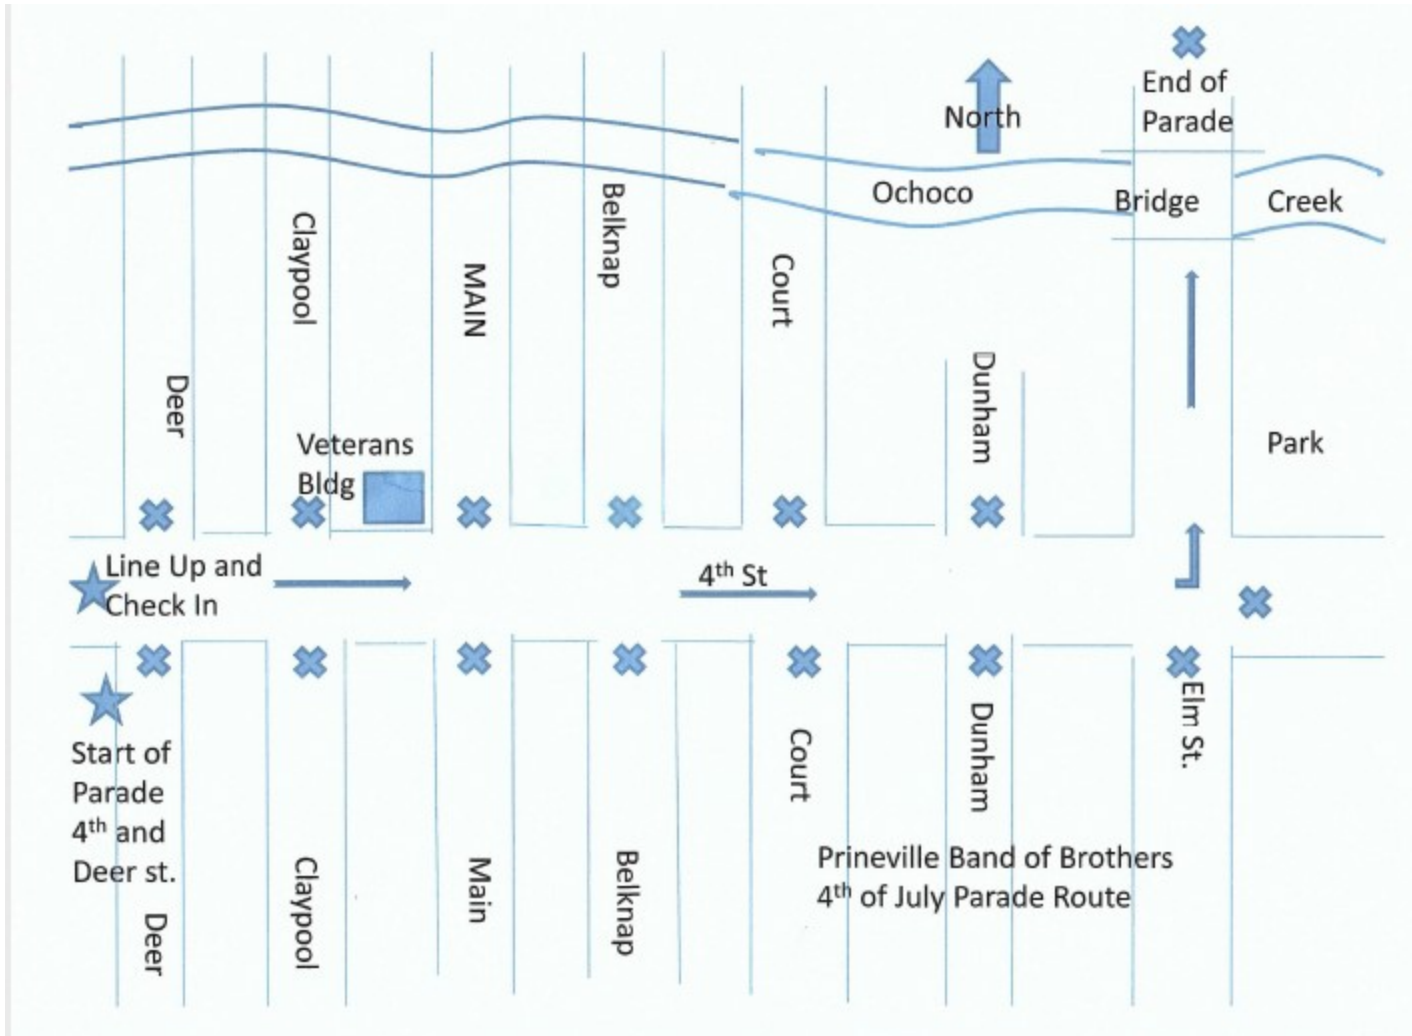 End of
Parade
North
Ochoco
Bridge
Creek
Belknap
Claypool
MAIN
Court
Deer
Dunham
Veterans
Bldg
Park
Line Up and
Check In
4th St
Start of
Parade
4th and
Deer st.
Elm St.
Dunham
Court
Prineville Band of Brothers
4th of July Parade Route
Deer
Claypool
Main
Belknap